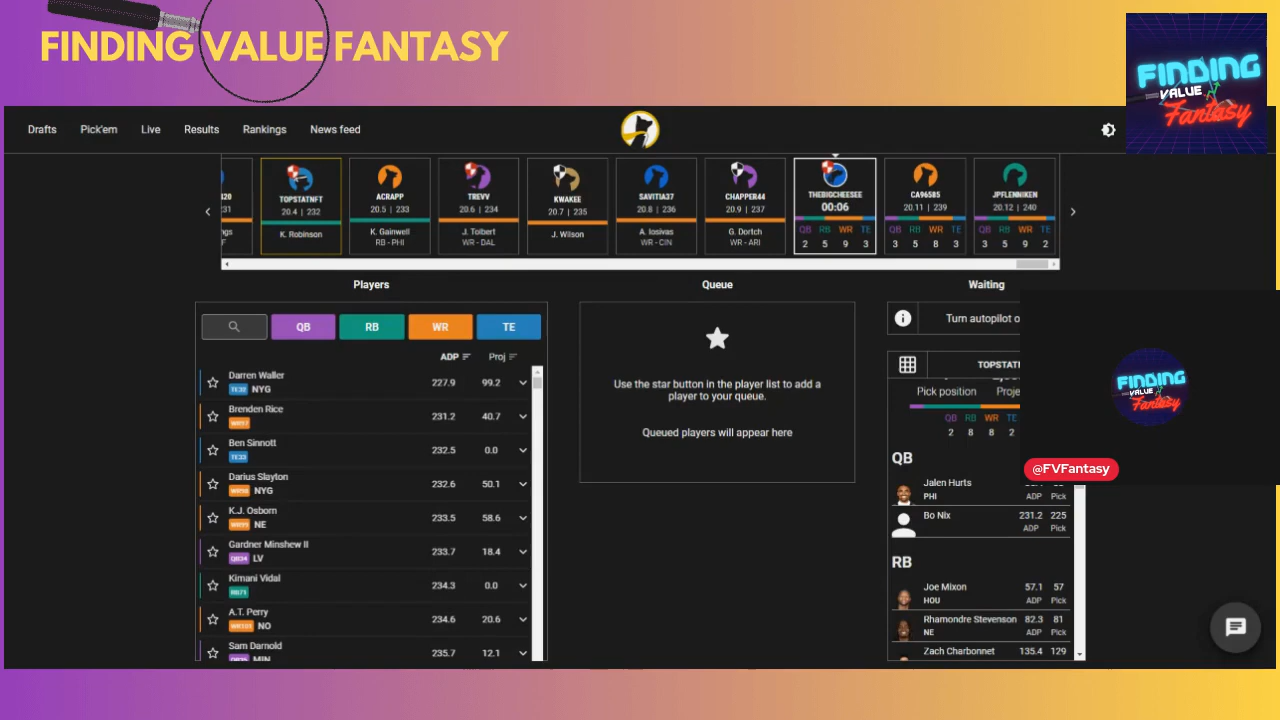 FINDING VALUE FANTASY
FINDING
VALUE
Fantasy
Drafts Pick'em Live Results Rankings News feed
TOPSTATNFT ACRAPP TREVV KWAKEE SAVITIA37 CHAPPER44 THEBIGCHEESEE CA96585 JPFLENNIKEN
20.4 | 232 20.5 | 233 20.6 | 234 20.7 | 235 20.8 | 236 20.9 | 237 00:06 20.11 | 239 20.12 | 240
K. Robinson K. Gainwell J. Tolbert J. Wilson A. Iosivas G. Dortch QB RB WR TE QB RB WR TE QB RB WR TE
RB - PHI WR - DAL WR - CIN WR - ARI 2 5 9 3 3 5 8 3 3 5 9 2
Players Queue Waiting
QB RB WR TE
Turn autopilot o
ADP Proj
Darren Waller 227.9 99.2
NYG
Brenden Rice 231.2 40.7
WR97
Ben Sinnott 232.5 0.0
TE33
Darius Slayton 232.6 50.1
NYG
K.J. Osborn 233.5 58.6
NE
Gardner Minshew II 233.7 18.4
QB34 LV
Kimani Vidal 234.3 0.0
RB71
A.T. Perry 234.6 20.6
WR101 NO
Sam Darnold 235.7 12.1
MIN
Use the star button in the player list to add a
player to your queue.
Queued players will appear here
TOPSTAT
Pick position Proje
QB RB WR TE
2 8 8 2
QB
Jalen Hurts
PHI ADP Pick
Bo Nix 231.2 225
ADP Pick
RB
Joe Mixon 57.1 57
HOU ADP Pick
Rhamondre Stevenson 82.3 81
NE ADP Pick
Zach Charbonnet 135.4 129
FINDING
VALUE
Fantasy
@FVFantasy